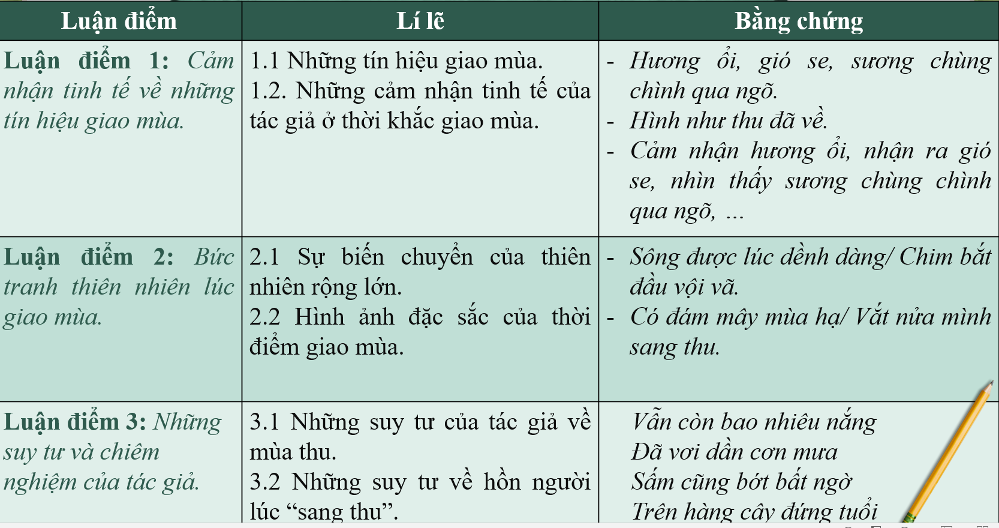 Luận điểm
Lí lẽ
Bằng chứng
Luận điểm 1: Cảm
nhận tinh tế về những
tín hiệu giao mùa.
1.1 Những tín hiệu giao mùa.
1.2. Những cảm nhận tinh tế của
tác giả ở thời khắc giao mùa.
- Hương ổi, gió se, sương chùng
chình qua ngõ.
- Hình như thu đã về.
- Cảm nhận hương ổi, nhận ra gió
se, nhìn thấy sương chùng chình
qua ngõ, ...
Luận điểm 2: Bức
tranh thiên nhiên lúc
giao mùa.
2.1 Sự biến chuyển của thiên
nhiên rộng lớn.
2.2 Hình ảnh đặc sắc của thời
điểm giao mùa.
- Sông được lúc dềnh dàng/ Chim bắt
đầu vội vã.
- Có đám mây mùa hạ/ Vắt nửa mình
sang thu.
Luận điểm 3: Những
suy tư và chiêm
nghiệm của tác giả.
3.1 Những suy tư của tác giả về
mùa thu.
3.2 Những suy tư về hồn người
lúc “sang thu”.
Vẫn còn bao nhiêu nắng
Đã vơi dần cơn mưa
Sấm cũng bớt bất ngờ
Trên hàng cây đứng tuổi